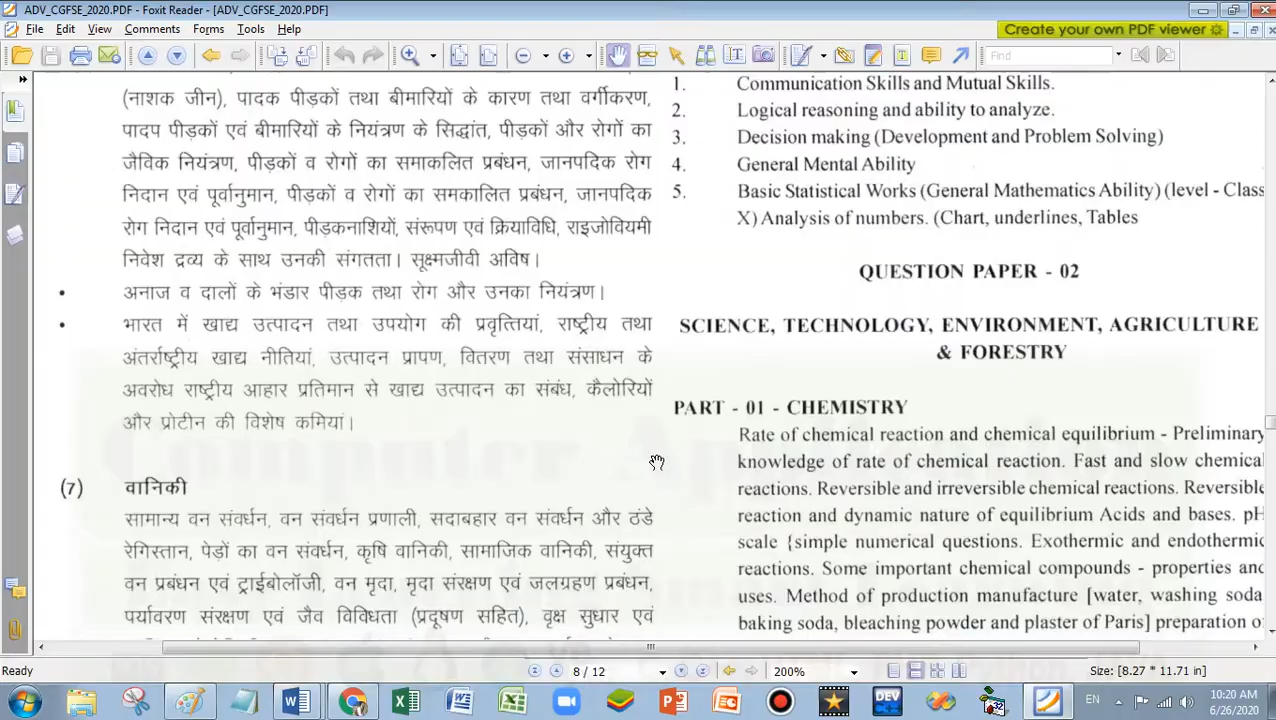 ADV_CGFSE_2020.PDF - Foxit Reader - [ADV_CGFSE_2020.PDF]
File Edit View Comments Forms Tools Help
Create your own PDF viewer
Find
(नाशक जीन), पादक पीड़कों तथा बीमारियों के कारण तथा वर्गीकरण,
पादप पीड़कों एवं बीमारियों के नियंत्रण के सिद्धांत, पीड़कों और रोगों का
जैविक नियंत्रण, पीड़कों व रोगों का समाकलित प्रबंधन, जानपदिक रोग
निदान एवं पूर्वानुमान, पीड़कों व रोगों का समकालित प्रबंधन, जानपदिक
रोग निदान एवं पूर्वानुमान, पीड़कनाशियों, संरूपण एवं क्रियाविधि, राइजोवियमी
निवेश द्रव्य के साथ उनकी संगतता। सूक्ष्मजीवी अविष।
• अनाज व दालों के भंडार पीड़क तथा रोग और उनका नियंत्रण।
• भारत में खाद्य उत्पादन तथा उपयोग की प्रवृत्तियां, राष्ट्रीय तथा
अंतर्राष्ट्रीय खाद्य नीतियां, उत्पादन प्रापण, वितरण तथा संसाधन के
अवरोध राष्ट्रीय आहार प्रतिमान से खाद्य उत्पादन का संबंध, कैलोरियों
और प्रोटीन की विशेष कमियां।
(7) वानिकी
सामान्य वन संवर्धन, वन संवर्धन प्रणाली, सदाबहार वन संवर्धन और ठंडे
रेगिस्तान, पेड़ों का वन संवर्धन, कृषि वानिकी, सामाजिक वानिकी, संयुक्त
वन प्रबंधन एवं ट्राईबोलॉजी, वन मृदा, मृदा संरक्षण एवं जलग्रहण प्रबंधन,
पर्यावरण संरक्षण एवं जैव विविधता (प्रदूषण सहित), वृक्ष सुधार एवं
1. Communication Skills and Mutual Skills.
2. Logical reasoning and ability to analyze.
3. Decision making (Development and Problem Solving)
4. General Mental Ability
5. Basic Statistical Works (General Mathematics Ability) (level - Class
X) Analysis of numbers. (Chart, underlines, Tables
QUESTION PAPER - 02
SCIENCE, TECHNOLOGY, ENVIRONMENT, AGRICULTURE
& FORESTRY
PART - 01 - CHEMISTRY
Rate of chemical reaction and chemical equilibrium - Preliminary
knowledge of rate of chemical reaction. Fast and slow chemical
reactions. Reversible and irreversible chemical reactions. Reversible
reaction and dynamic nature of equilibrium Acids and bases. pH
scale {simple numerical questions. Exothermic and endothermic
reactions. Some important chemical compounds - properties and
uses. Method of production manufacture [water, washing soda
baking soda, bleaching powder and plaster of Paris] preparation o
Ready
8 / 12
200%
Size: [8.27 * 11.71 in]
DEV
32
EN
10:20 AM
6/26/2020